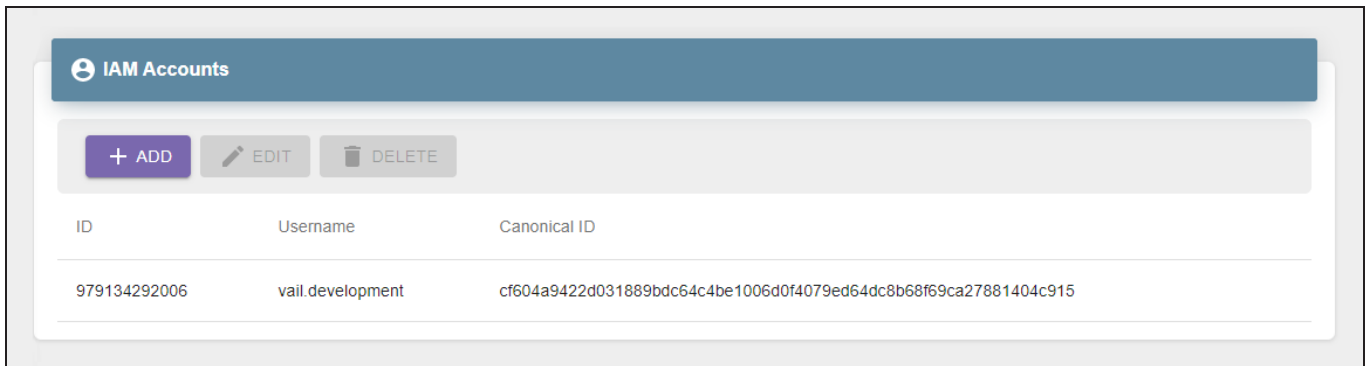 IAM Accounts
ADD EDIT DELETE
ID Username Canonical ID
979134292006 vail.development cf604a9422d031889bdc64c4be1006d0f4079ed64dc8b68f69ca27881404c915